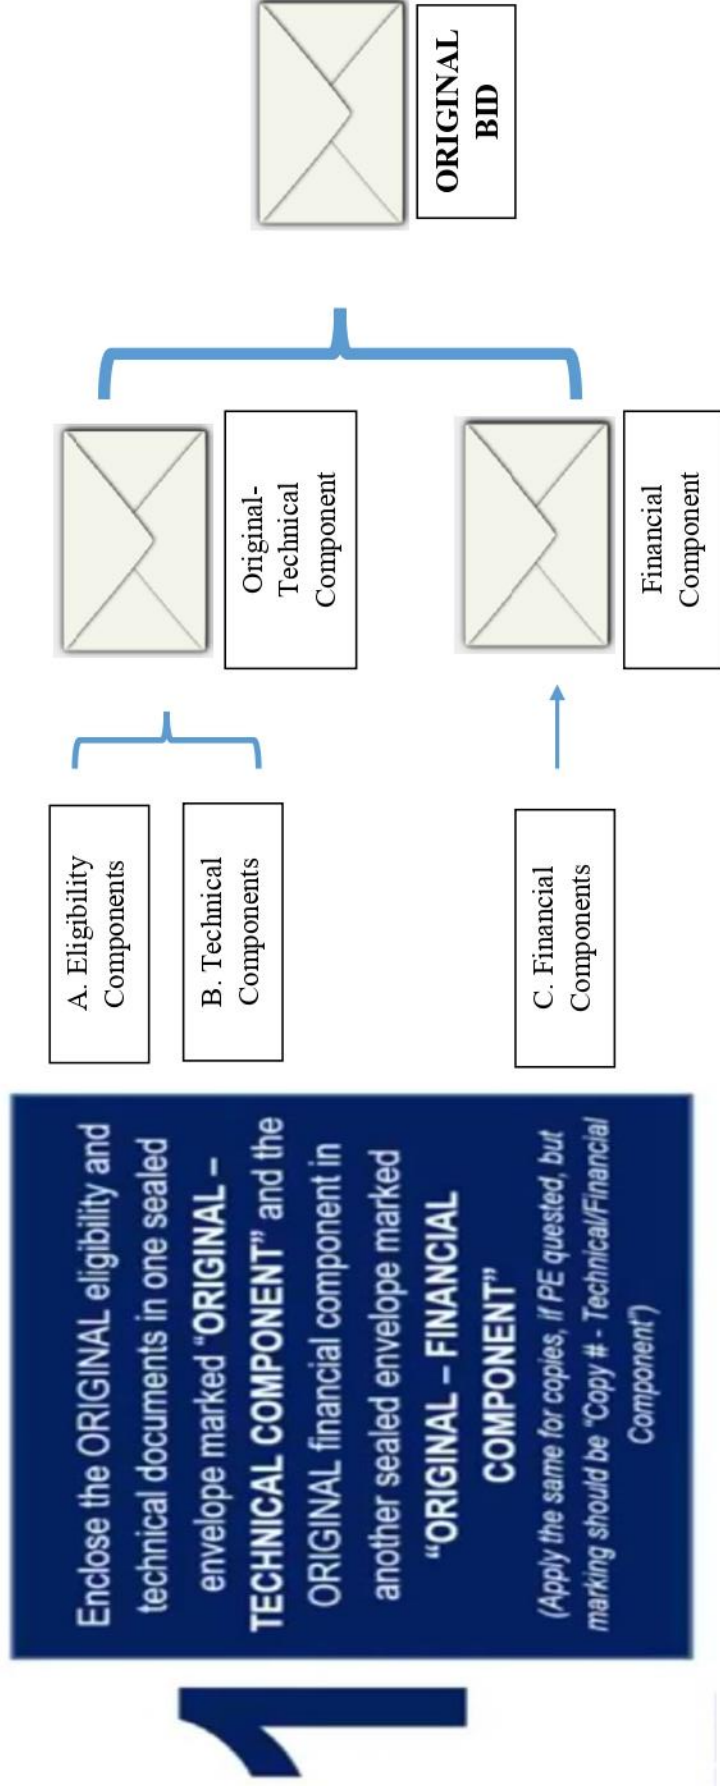 1
Enclose the ORIGINAL eligibility and
technical documents in one sealed
envelope marked “ORIGINAL –
TECHNICAL COMPONENT” and the
ORIGINAL financial component in
another sealed envelope marked
“ORIGINAL – FINANCIAL
COMPONENT”
(Apply the same for copies, if PE quested, but
marking should be “Copy # - Technical/Financial
Component”)
A. Eligibility
Components
B. Technical
Components
C. Financial
Components
Original-
Technical
Component
Financial
Component
ORIGINAL
BID